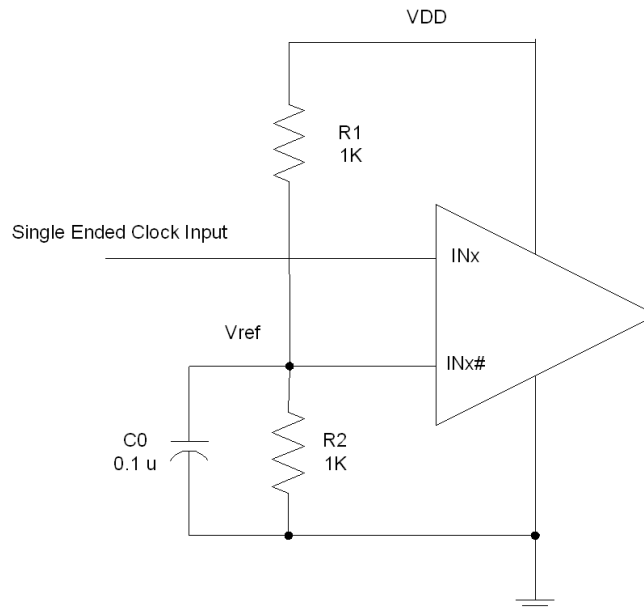 VDD
R1
1K
Single Ended Clock Input
INx
Vref
INx#
C0
0.1 u
R2
1K